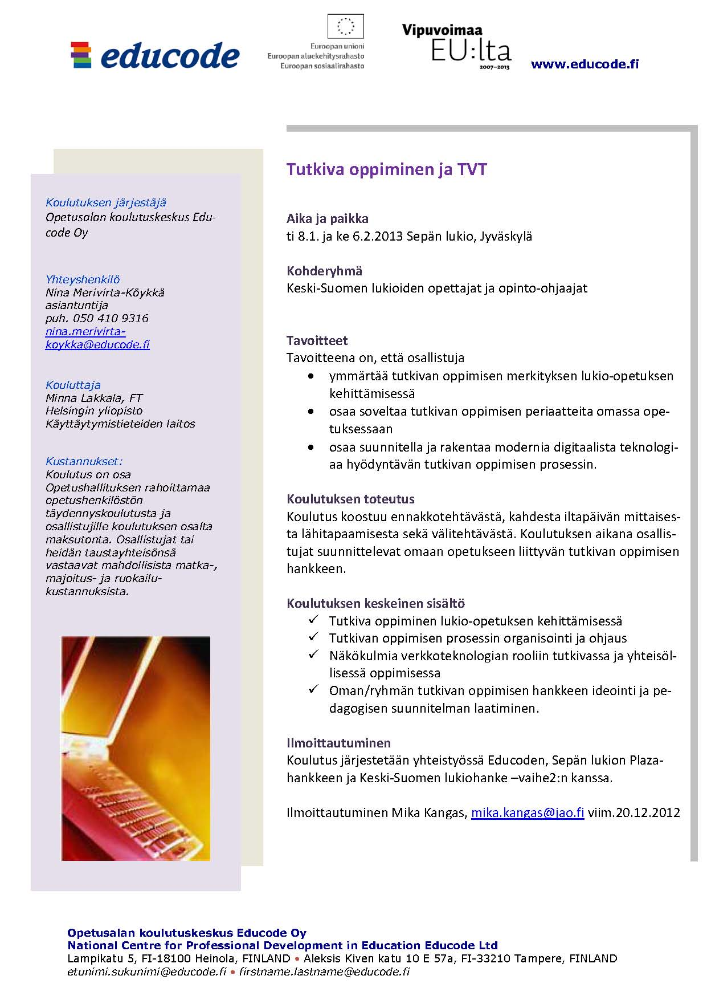 educode
Euroopan unioni
Euroopan aluekehitysrahasto
Euroopan sosiaalirahasto
Vipuvoimaa
EU:lta
2007–2013
www.educode.fi
Koulutuksen järjestäjä
Opetusalan koulutuskeskus Edu-
code Oy
Yhteyshenkilö
Nina Merivirta-Köykkä
asiantuntija
puh. 050 410 9316
nina.merivirta-
koykka@educode.fi
Kouluttaja
Minna Lakkala, FT
Helsingin yliopisto
Käyttäytymistieteiden laitos
Kustannukset:
Koulutus on osa
Opetushallituksen rahoittamaa
opetushenkilöstön
täydennyskoulutusta ja
osallistujille koulutuksen osalta
maksutonta. Osallistujat tai
heidän taustayhteisönsä
vastaavat mahdollisista matka-,
majoitus- ja ruokailu-
kustannuksista.
Tutkiva oppiminen ja TVT
Aika ja paikka
ti 8.1. ja ke 6.2.2013 Sepän lukio, Jyväskylä
Kohderyhmä
Keski-Suomen lukioiden opettajat ja opinto-ohjaajat
Tavoitteet
Tavoitteena on, että osallistuja
• ymmärtää tutkivan oppimisen merkityksen lukio-opetuksen
kehittämisessä
• osaa soveltaa tutkivan oppimisen periaatteita omassa ope-
tuksessaan
• osaa suunnitella ja rakentaa modernia digitaalista teknologi-
aa hyödyntävän tutkivan oppimisen prosessin.
Koulutuksen toteutus
Koulutus koostuu ennakkotehtävästä, kahdesta iltapäivän mittaises-
ta lähitapaamisesta sekä välitehtävästä. Koulutuksen aikana osallis-
tujat suunnittelevat omaan opetukseen liittyvän tutkivan oppimisen
hankkeen.
Koulutuksen keskeinen sisältö
✓ Tutkiva oppiminen lukio-opetuksen kehittämisessä
✓ Tutkivan oppimisen prosessin organisointi ja ohjaus
✓ Näkökulmia verkkoteknologian rooliin tutkivassa ja yhteisöl-
lisessä oppimisessa
✓ Oman/ryhmän tutkivan oppimisen hankkeen ideointi ja pe-
dagogisen suunnitelman laatiminen.
Ilmoittautuminen
Koulutus järjestetään yhteistyössä Educoden, Sepän lukion Plaza-
hankkeen ja Keski-Suomen lukiohanke –vaihe2:n kanssa.
Ilmoittautuminen Mika Kangas, mika.kangas@jao.fi viim.20.12.2012
Opetusalan koulutuskeskus Educode Oy
National Centre for Professional Development in Education Educode Ltd
Lampikatu 5, FI-18100 Heinola, FINLAND • Aleksis Kiven katu 10 E 57a, FI-33210 Tampere, FINLAND
etunimi.sukunimi@educode.fi • firstname.lastname@educode.fi